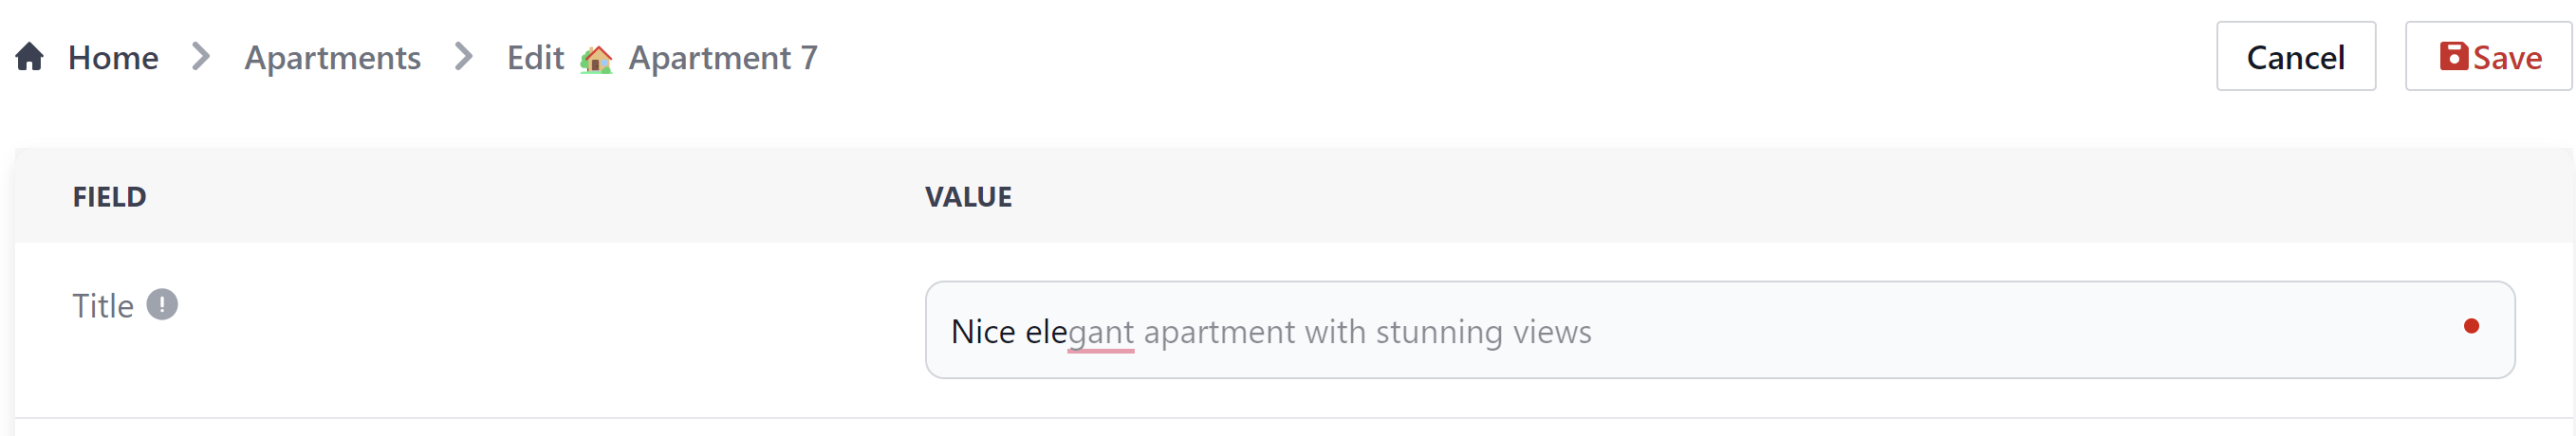 Home Apartments Edit Apartment 7 Cancel Save
FIELD VALUE
Title Nice elegant apartment with stunning views